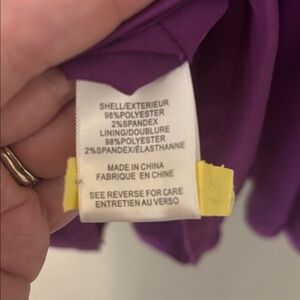 SHELL/EXTERIEUR
98%POLYESTER
2%SPANDEX
LINING/DOUBLURE
98%POLYESTER
2%SPANDEX/ÉLASTHANNE
MADE IN CHINA
FABRIQUE EN CHINE
SEE REVERSE FOR CARE
ENTRETIEN AU VERSO